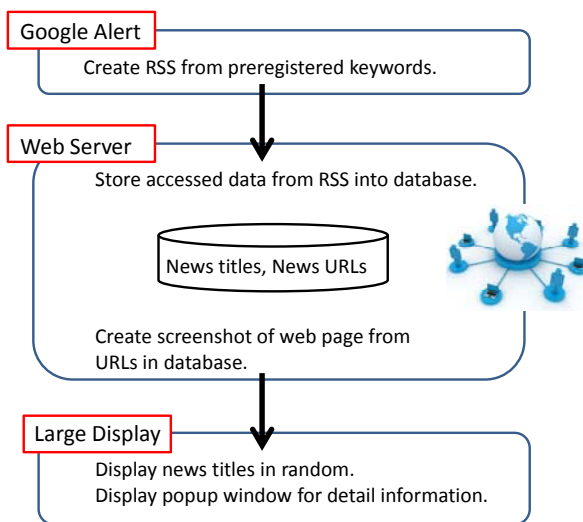 Google Alert
Create RSS from preregistered keywords.
Web Server
Store accessed data from RSS into database.
News titles, News URLs
Create screenshot of web page from
URLs in database.
Large Display
Display news titles in random.
Display popup window for detail information.